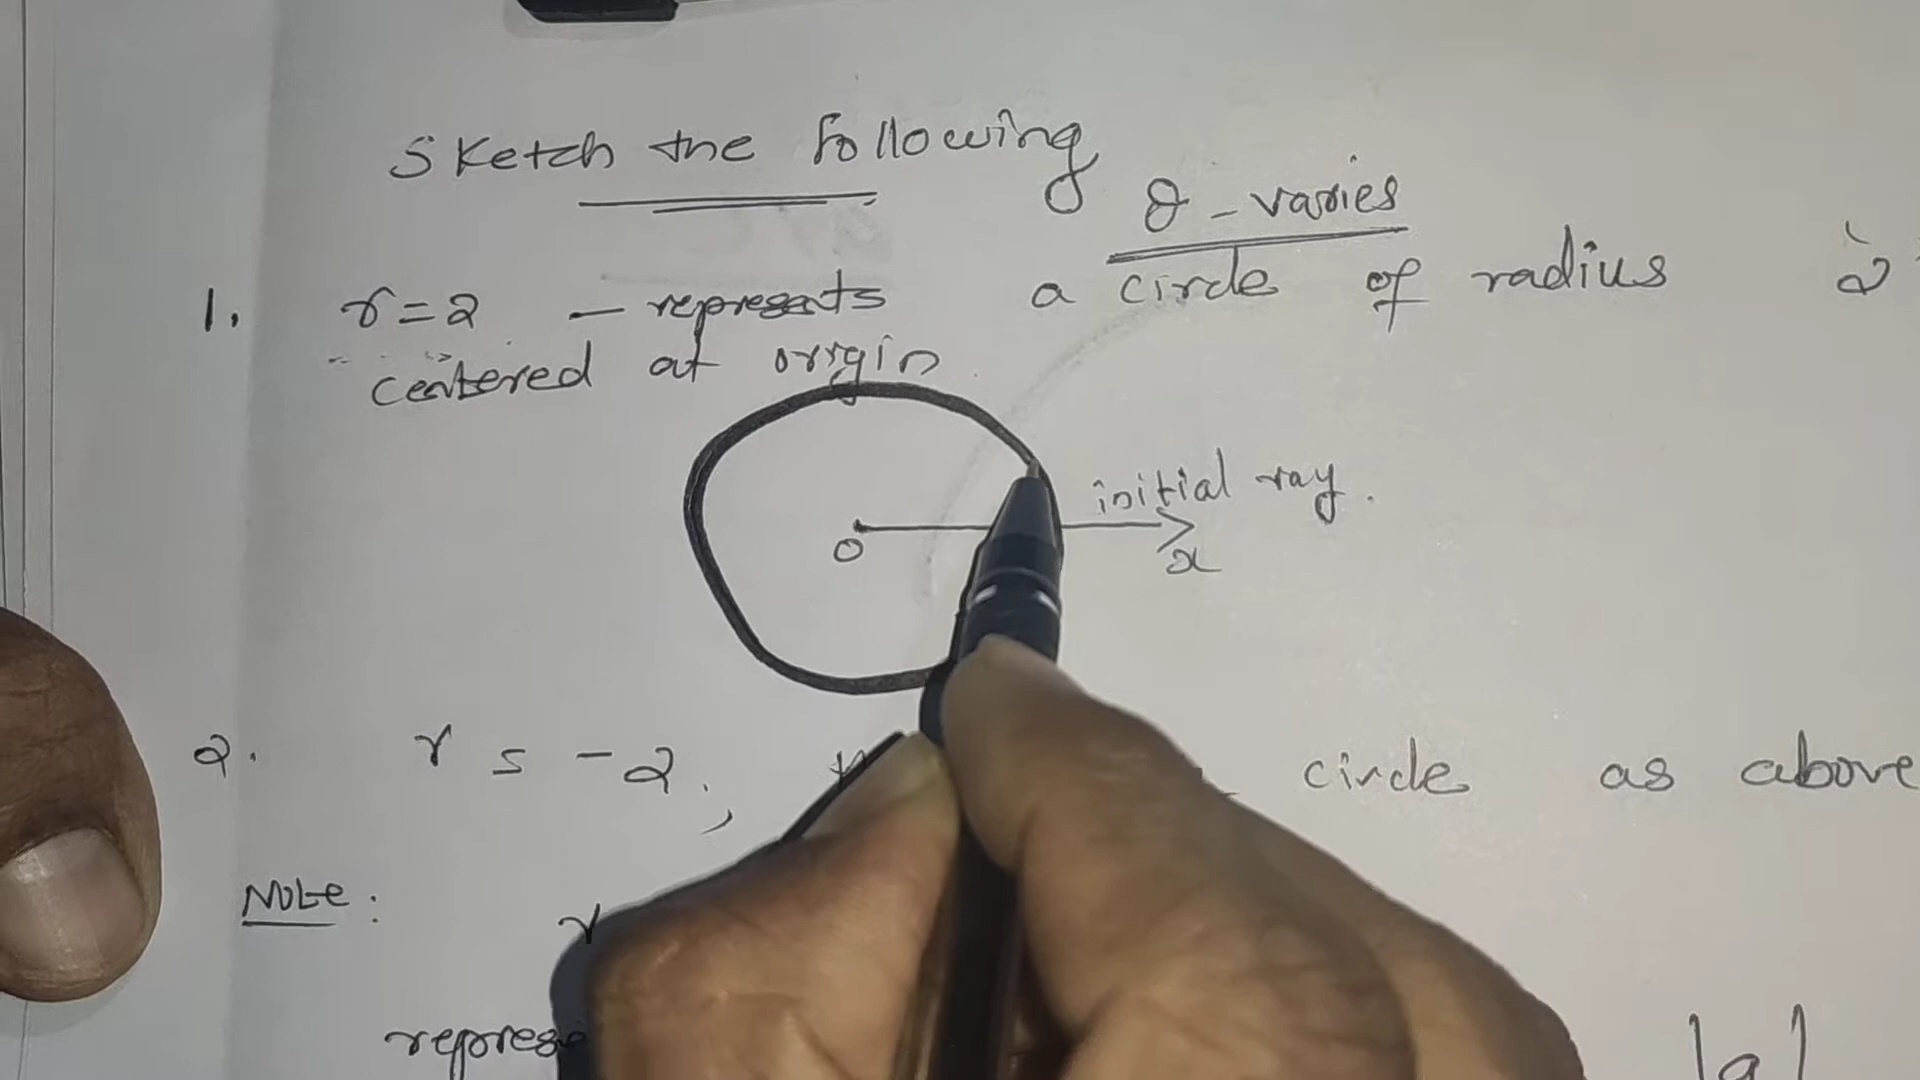 Sketch the following
θ - varies
1. r = 2 - represents a circle of radius '2'
centered at origin
initial ray.
O
x
2. r = -2, circle as above
Note: r
represe |a|